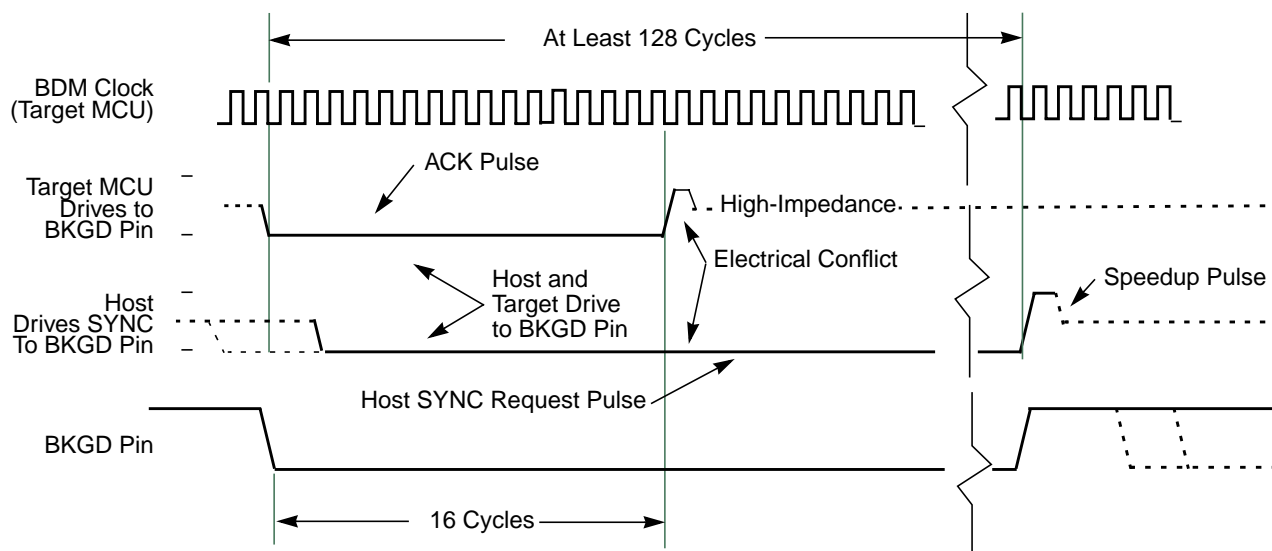 At Least 128 Cycles
BDM Clock
(Target MCU)
ACK Pulse
Target MCU
Drives to
BKGD Pin
High-Impedance
Electrical Conflict
Host and
Target Drive
to BKGD Pin
Speedup Pulse
Host
Drives SYNC
To BKGD Pin
Host SYNC Request Pulse
BKGD Pin
16 Cycles